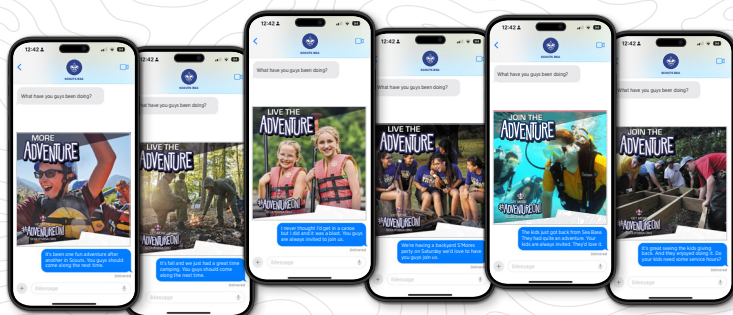 12:42
SCOUTS BSA
What have you guys been doing?
MORE
ADVENTURE
#ADVENTUREON!
It's been one fun adventure after
another in Scouts. You guys should
come along the next time.
Delivered
iMessage
12:42
SCOUTS BSA
What have you guys been doing?
LIVE THE
ADVENTURE
#ADVENTUREON!
It's fall and we just had a great time
camping. You guys should
along the next time.
Delivered
iMessage
12:42
SCOUTS BSA
What have you guys been doing?
LIVE THE
ADVENTURE
#ADVENTUREON!
I never thought I'd get in a canoe
but I did and it was a blast. You guys
are always invited to join us.
Delivered
iMessage
12:42
SCOUTS BSA
What have you guys been doing?
LIVE THE
ADVENTURE
#ADVENTUREON!
We're having a backyard S'Mores
party on Saturday we'd love to have
you guys join us.
Delivered
iMessage
12:42
SCOUTS BSA
What have you guys been doing?
JOIN THE
ADVENTURE
#ADVENTUREON!
The kids just got back from Sea Base.
They had quite an adventure. Your
kids are always invited. They'd love it.
Delivered
iMessage
12:42
SCOUTS BSA
What have you guys been doing?
JOIN THE
ADVENTURE
#ADVENTUREON!
It's great seeing the kids giving
back. And they enjoyed doing it. Do
your kids need some service hours?
Delivered
iMessage